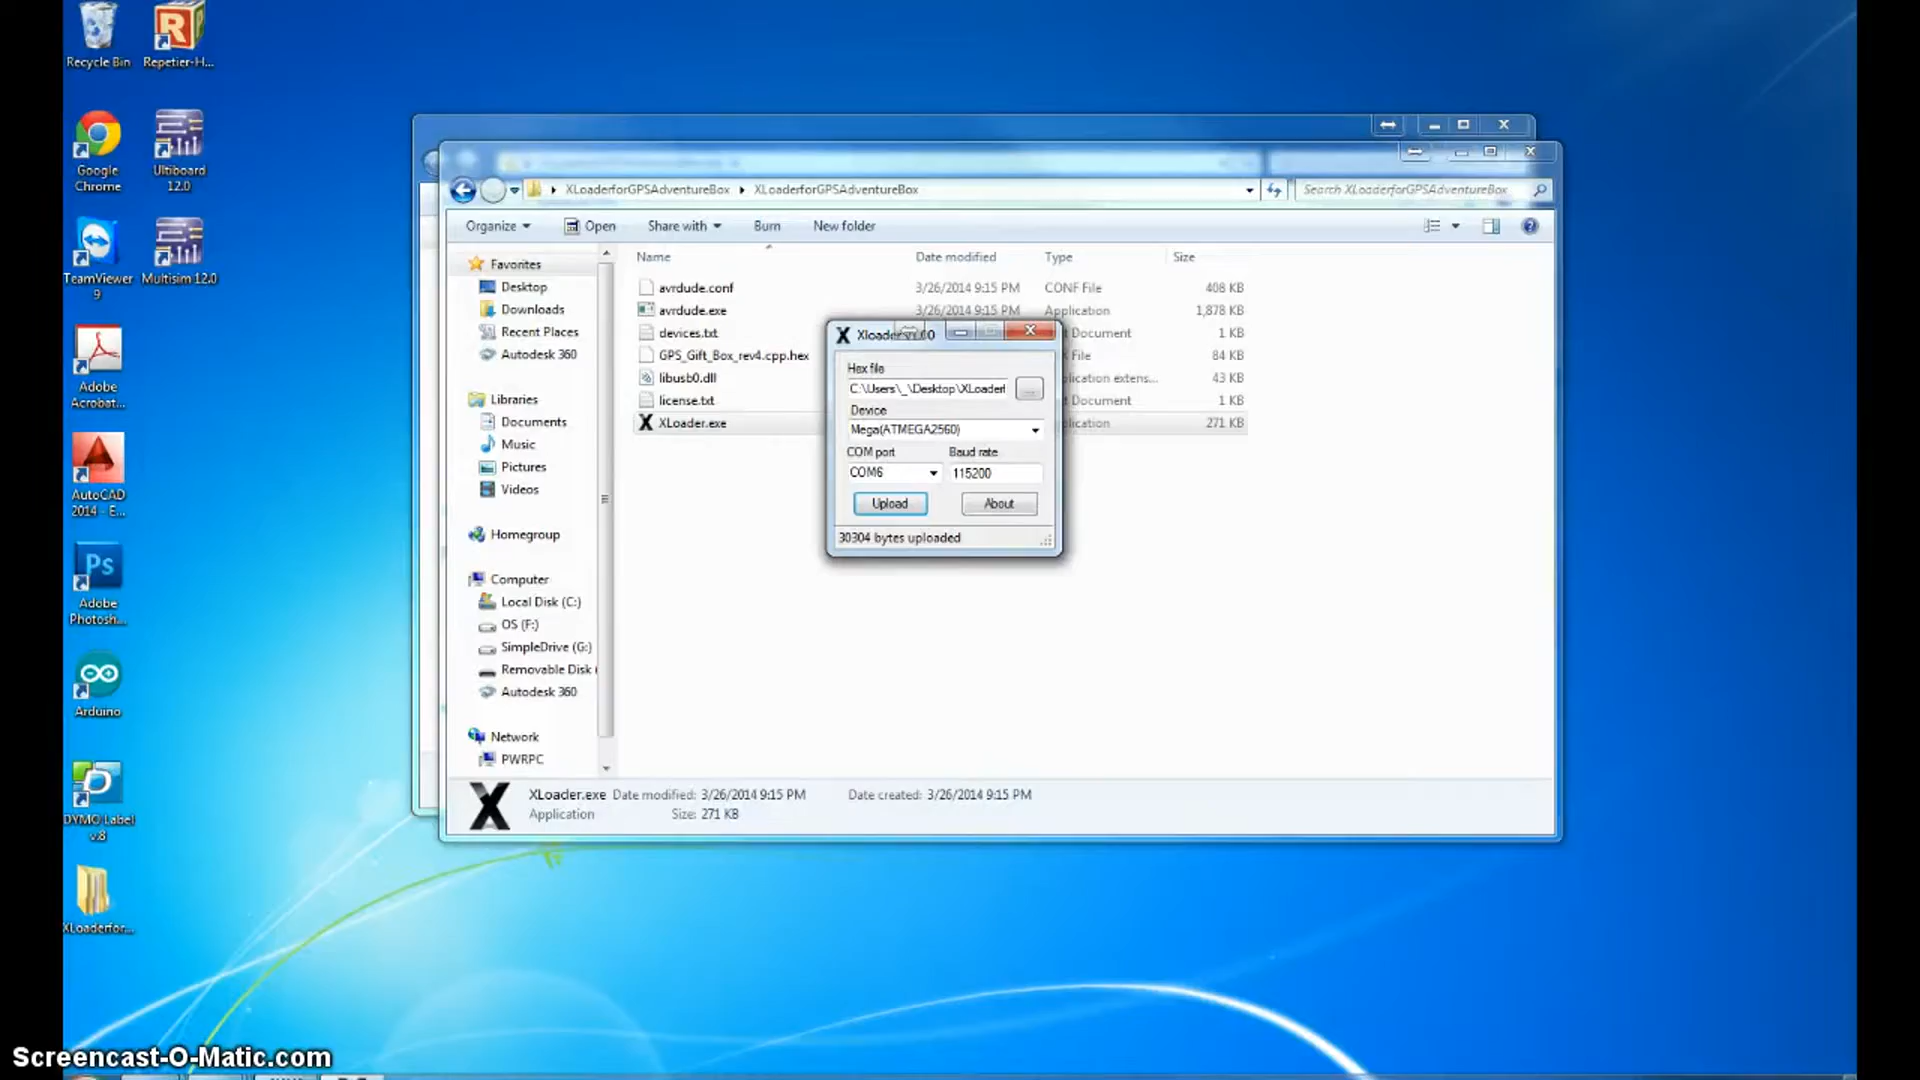 Recycle Bin
Repetier-H...
Google Chrome
Ultiboard 12.0
TeamViewer 9
Multisim 12.0
Adobe Acrobat...
AutoCAD 2014 - E...
Adobe Photosh...
Arduino
DYMO Label v.8
XLoaderfor...
XLoaderforGPSAdventureBox
XLoaderforGPSAdventureBox
Search XLoaderforGPSAdventureBox
Organize
Open
Share with
Burn
New folder
Favorites
Desktop
Downloads
Recent Places
Autodesk 360
Libraries
Documents
Music
Pictures
Videos
Homegroup
Computer
Local Disk (C:)
OS (F:)
SimpleDrive (G:)
Removable Disk (
Autodesk 360
Network
PWRPC
Name Date modified Type Size
avrdude.conf 3/26/2014 9:15 PM CONF File 408 KB
avrdude.exe 3/26/2014 9:15 PM Application 1,878 KB
devices.txt t Document 1 KB
GPS_Gift_Box_rev4.cpp.hex File 84 KB
libusb0.dll plication extens... 43 KB
license.txt t Document 1 KB
XLoader.exe plication 271 KB
Hex file
C:\Users\_\Desktop\XLoaderf
...
Device
Mega(ATMEGA2560)
COM port Baud rate
COM6 115200
Upload About
30304 bytes uploaded
XLoader.exe Date modified: 3/26/2014 9:15 PM Date created: 3/26/2014 9:15 PM
Application Size: 271 KB
Screencast-O-Matic.com